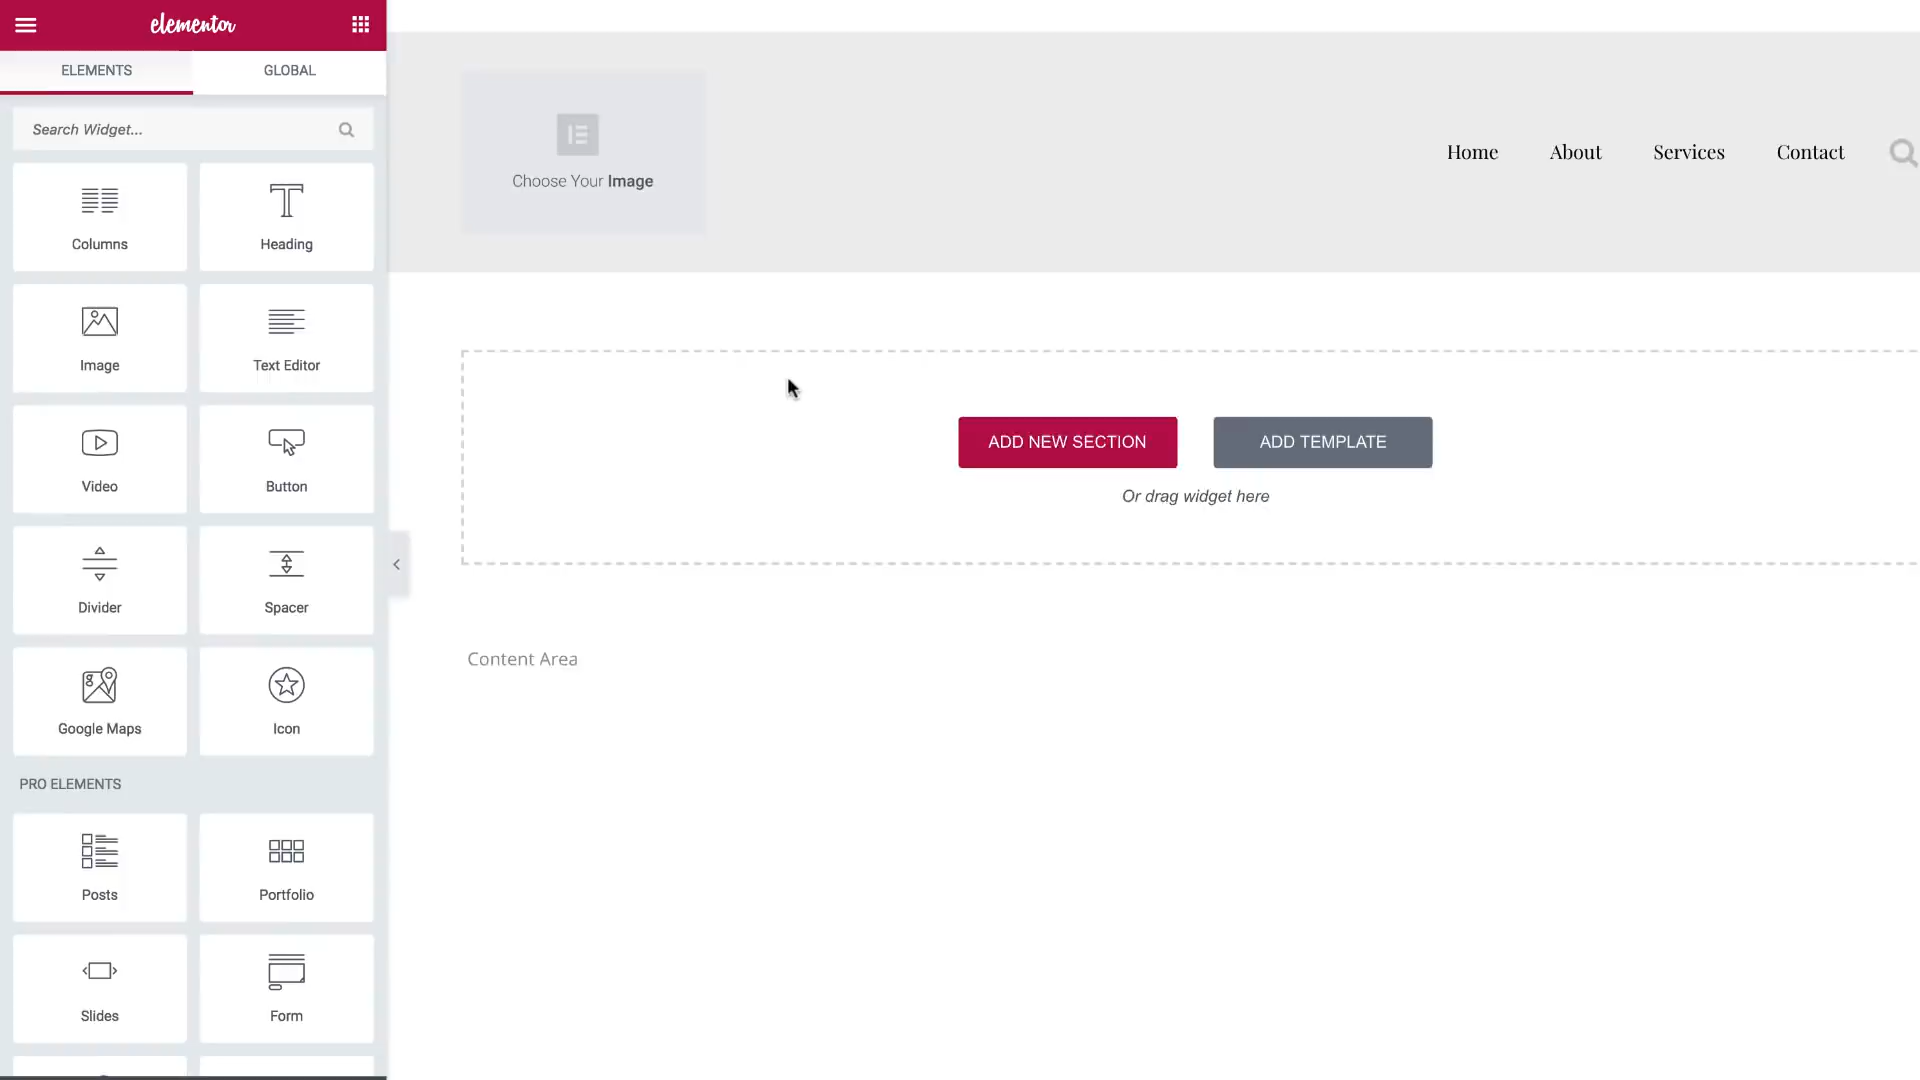 elementor
ELEMENTS
GLOBAL
Search Widget...
Columns
Heading
Image
Text Editor
Video
Button
Divider
Spacer
Google Maps
Icon
PRO ELEMENTS
Posts
Portfolio
Slides
Form
Choose Your Image
Home
About
Services
Contact
ADD NEW SECTION
ADD TEMPLATE
Or drag widget here
Content Area